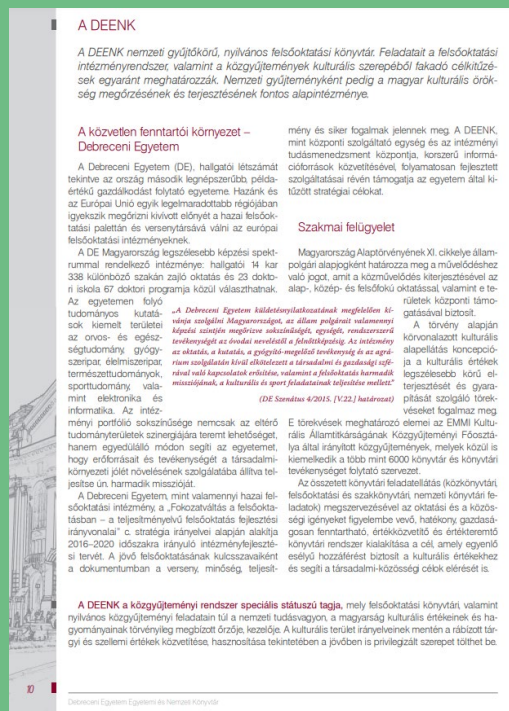 A DEENK
A DEENK nemzeti gyűjtőkörű, nyilvános felsőoktatási könyvtár. Feladatait a felsőoktatási
intézményrendszer, valamint a közgyűjtemények kulturális szerepéből fakadó célkitűzé-
sek egyaránt meghatározzák. Nemzeti gyűjteményként pedig a magyar kulturális örök-
ség megőrzésének és terjesztésének fontos alapintézménye.
A közvetlen fenntartói környezet –
Debreceni Egyetem
A Debreceni Egyetem (DE), hallgatói létszámát
tekintve az ország második legnépszerűbb, példa-
értékű gazdálkodást folytató egyeteme. Hazánk és
az Európai Unió egyik legelmaradottabb régiójában
igyekszik megőrizni kivívott előnyét a hazai felsőok-
tatási palettán és versenytársává válni az európai
felsőoktatási intézményeknek.
A DE Magyarország legszélesebb képzési spekt-
rummal rendelkező intézménye: hallgatói 14 kar
338 különböző szakán zajló oktatás és 23 dokto-
ri iskola 67 doktori programja közül választhatnak.
Az egyetemen folyó
tudományos kutatá-
sok kiemelt területei
az orvos- és egész-
ségtudomány, gyógy-
szeripar, élelmiszeripar,
természettudományok,
sporttudomány, vala-
mint elektronika és
informatika. Az intéz-
ményi portfólió sokszínűsége nemcsak az eltérő
tudományterületek szinergiájára teremt lehetőséget,
hanem egyedülálló módon segíti az egyetemet,
hogy erőforrásait és tevékenységét a társadalmi-
környezeti jólét növelésének szolgálatába állítva tel-
jesítse ún. harmadik misszióját.
A Debreceni Egyetem, mint valamennyi hazai fel-
sőoktatási intézmény, a „Fokozatváltás a felsőokta-
tásban – a teljesítményelvű felsőoktatás fejlesztési
irányvonalai” c. stratégia irányelvei alapján alakítja
2016–2020 időszakra irányuló intézményfejleszté-
si tervét. A jövő felsőoktatásának kulcsszavaiként
a dokumentumban a verseny, minőség, teljesít-
„A Debreceni Egyetem küldetésnyilatkozatának megfelelően kí-
vánja szolgálni Magyarországot, az állam polgárait valamennyi
képzési szintjén megőrizve sokszínűségét, egységét, rendszerszerű
tevékenységét az óvodai neveléstől a felnőttképzésig. Az intézmény
az oktatás, a kutatás, a gyógyító-megelőző tevékenység és az agrá-
rium szolgálatán kívül elkötelezett a társadalmi és gazdasági szfé-
rával való kapcsolatok erősítése, valamint a felsőoktatás harmadik
missziójának, a kulturális és sport feladatainak teljesítése mellett.”
(DE Szenátus 4/2015. [V.22.] határozat)
mény és siker fogalmak jelennek meg. A DEENK,
mint központi szolgáltató egység és az intézményi
tudásmenedzsment központja, korszerű informá-
cióforrások közvetítésével, folyamatosan fejlesztett
szolgáltatásai révén támogatja az egyetem által ki-
tűzött stratégiai célokat.
Szakmai felügyelet
Magyarország Alaptörvényének XI. cikkelye állam-
polgári alapjogként határozza meg a művelődéshez
való jogot, amit a közművelődés kiterjesztésével az
alap-, közép- és felsőfokú oktatással, valamint e te-
rületek központi támo-
gatásával biztosít.
A törvény alapján
körvonalazott kulturális
alapellátás koncepció-
ja a kulturális értékek
legszélesebb körű el-
terjesztését és gyara-
pítását szolgáló törek-
véseket fogalmaz meg.
E törekvések meghatározó elemei az EMMI Kultu-
rális Államtitkárságának Közgyűjteményi Főosztá-
lya által irányított közgyűjtemények, melyek közül is
kiemelkedik a több mint 6000 könyvtár és könyvtári
tevékenységet folytató szervezet.
Az összetett könyvtári feladatellátás (közkönyvtári,
felsőoktatási és szakkönyvtári, nemzeti könyvtári fe-
ladatok) megszervezésével az oktatási és a közös-
ségi igényeket figyelembe vevő, hatékony, gazdasá-
gosan fenntartható, értékközvetítő és értékteremtő
könyvtári rendszer kialakítása a cél, amely egyenlő
esélyű hozzáférést biztosít a kulturális értékekhez
és segíti a társadalmi-közösségi célok elérését is.
A DEENK a közgyűjteményi rendszer speciális státuszú tagja, mely felsőoktatási könyvtári, valamint
nyilvános közgyűjteményi feladatain túl a nemzeti tudásvagyon, a magyarság kulturális értékeinek és ha-
gyományainak törvényileg megbízott őrzője, kezelője. A kulturális terület irányelveinek mentén a rábízott tár-
gyi és szellemi értékek közvetítése, hasznosítása tekintetében a jövőben is privilegizált szerepet tölthet be.
10
Debreceni Egyetem Egyetemi és Nemzeti Könyvtár